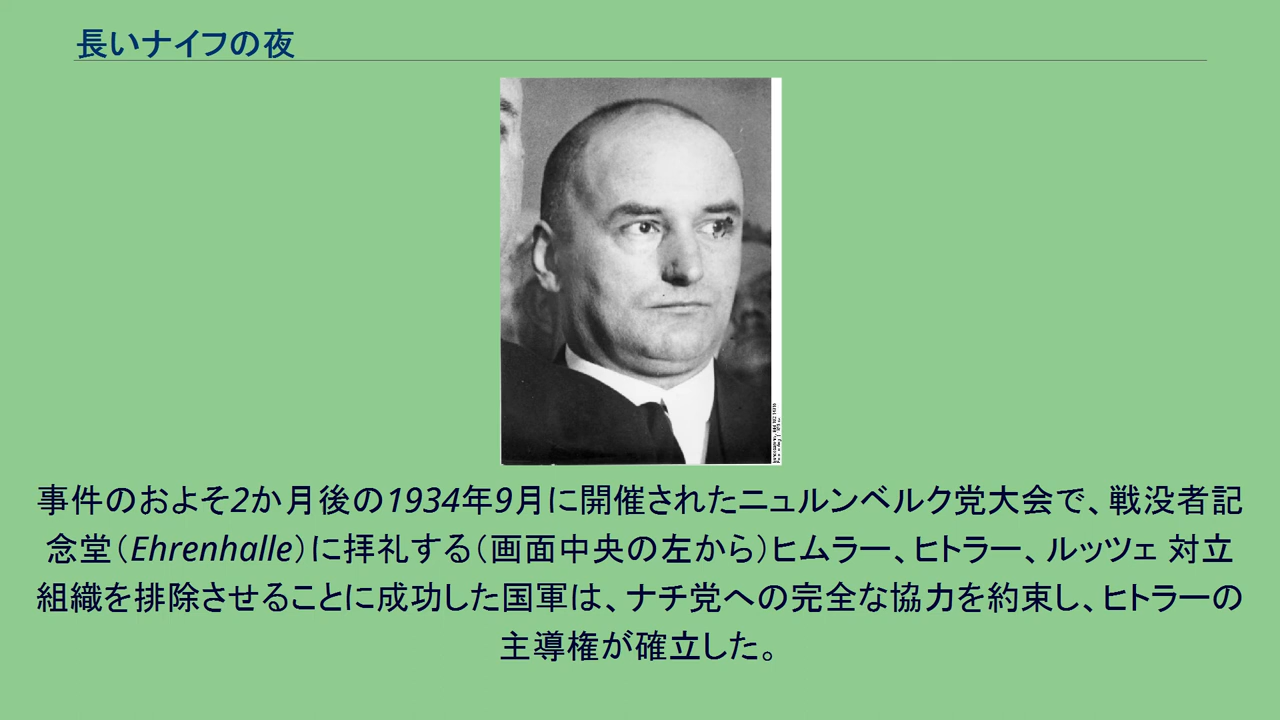 長いナイフの夜
事件のおよそ2か月後の1934年9月に開催されたニュルンベルク党大会で、戦没者記
念堂（Ehrenhalle）に拝礼する（画面中央の左から）ヒムラー、ヒトラー、ルッツェ 対立
組織を排除させることに成功した国軍は、ナチ党への完全な協力を約束し、ヒトラーの
主導権が確立した。